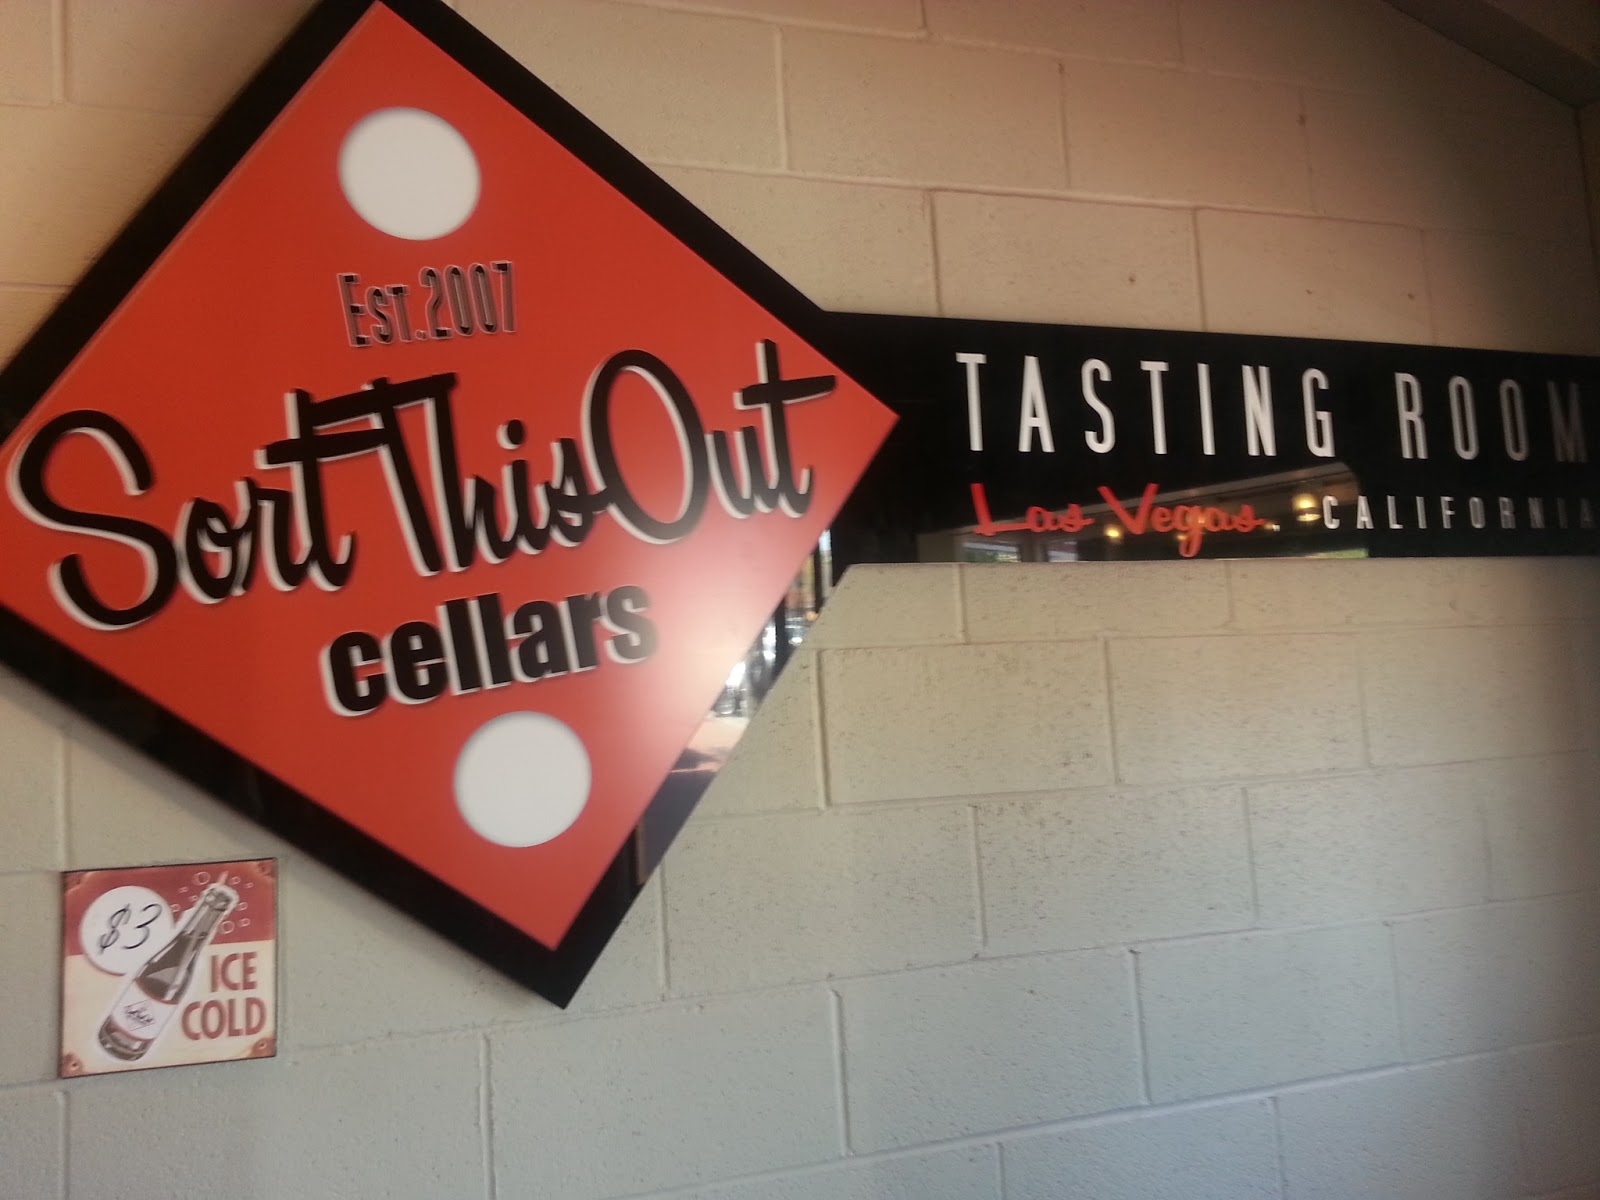 Est.2007
Sort This Out
cellars
TASTING ROOM
Las Vegas, CALIFORNIA
$3
ICE
COLD